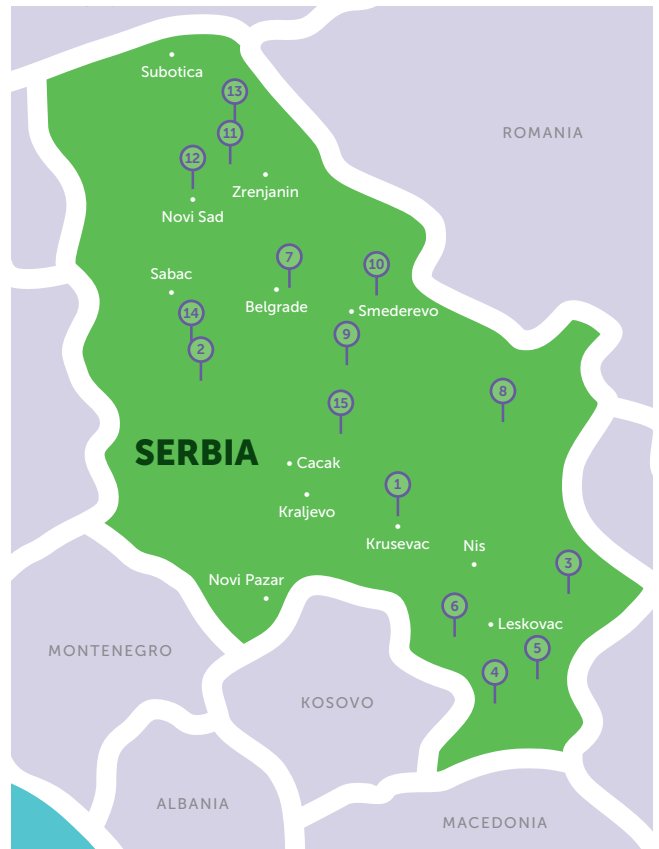 Subotica
13
ROMANIA
11
12
Zrenjanin
Novi Sad
7
10
Sabac
Belgrade
Smederevo
14
9
2
8
15
SERBIA
Cacak
1
Kraljevo
Krusevac
Nis
3
Novi Pazar
6
Leskovac
5
MONTENEGRO
4
KOSOVO
ALBANIA
MACEDONIA